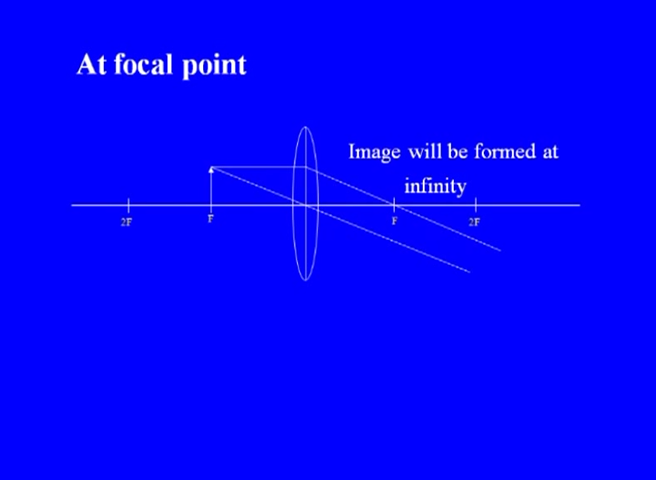 At focal point
Image will be formed at
infinity
2F
F
F
2F